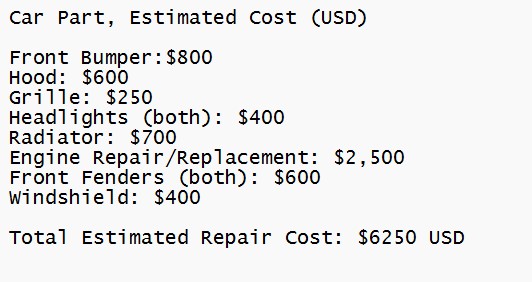 Car Part, Estimated Cost (USD)
Front Bumper:$800
Hood: $600
Grille: $250
Headlights (both): $400
Radiator: $700
Engine Repair/Replacement: $2,500
Front Fenders (both): $600
Windshield: $400
Total Estimated Repair Cost: $6250 USD